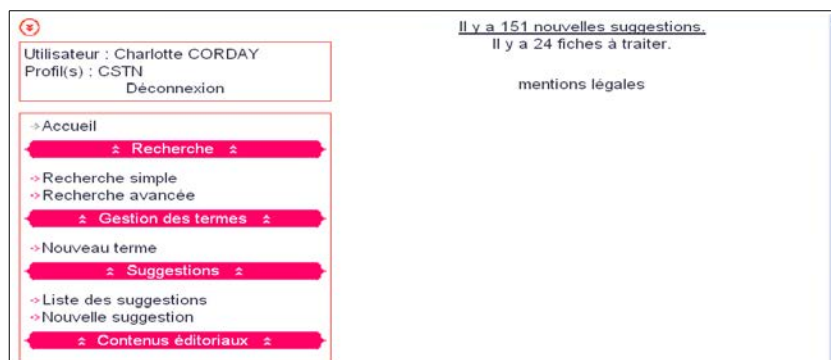 Utilisateur : Charlotte CORDAY
Profil(s) : CSTN
Déconnexion
Accueil
Recherche
Recherche simple
Recherche avancée
Gestion des termes
Nouveau terme
Suggestions
Liste des suggestions
Nouvelle suggestion
Contenus éditoriaux
Il y a 151 nouvelles suggestions.
Il y a 24 fiches à traiter.
mentions légales